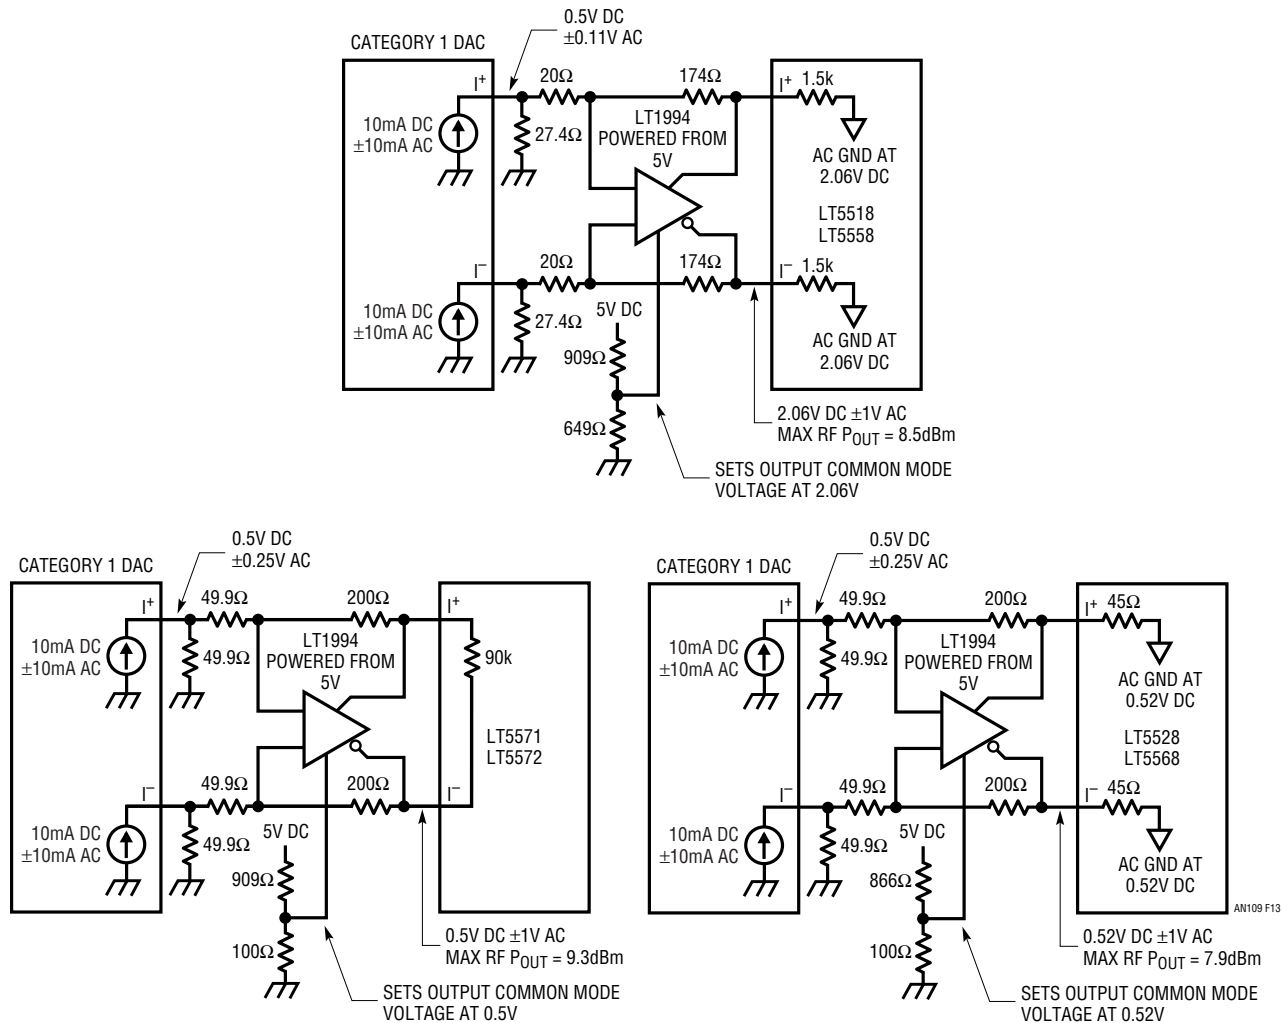 0.5V DC
±0.11V AC
CATEGORY 1 DAC
I+
20Ω
174Ω
I+
1.5k
10mA DC
±10mA AC
27.4Ω
LT1994
POWERED FROM
5V
AC GND AT
2.06V DC
LT5518
LT5558
I–
20Ω
174Ω
I–
1.5k
10mA DC
±10mA AC
27.4Ω
5V DC
909Ω
AC GND AT
2.06V DC
649Ω
2.06V DC ±1V AC
MAX RF POUT = 8.5dBm
SETS OUTPUT COMMON MODE
VOLTAGE AT 2.06V
0.5V DC
±0.25V AC
CATEGORY 1 DAC
I+
49.9Ω
200Ω
I+
10mA DC
±10mA AC
49.9Ω
LT1994
POWERED FROM
5V
90k
LT5571
LT5572
I–
49.9Ω
200Ω
I–
10mA DC
±10mA AC
49.9Ω
5V DC
909Ω
100Ω
0.5V DC ±1V AC
MAX RF POUT = 9.3dBm
SETS OUTPUT COMMON MODE
VOLTAGE AT 0.5V
0.5V DC
±0.25V AC
CATEGORY 1 DAC
I+
49.9Ω
200Ω
I+
45Ω
10mA DC
±10mA AC
49.9Ω
LT1994
POWERED FROM
5V
AC GND AT
0.52V DC
LT5528
LT5568
I–
49.9Ω
200Ω
I–
45Ω
10mA DC
±10mA AC
49.9Ω
5V DC
866Ω
AC GND AT
0.52V DC
100Ω
0.52V DC ±1V AC
MAX RF POUT = 7.9dBm
SETS OUTPUT COMMON MODE
VOLTAGE AT 0.52V
AN109 F13